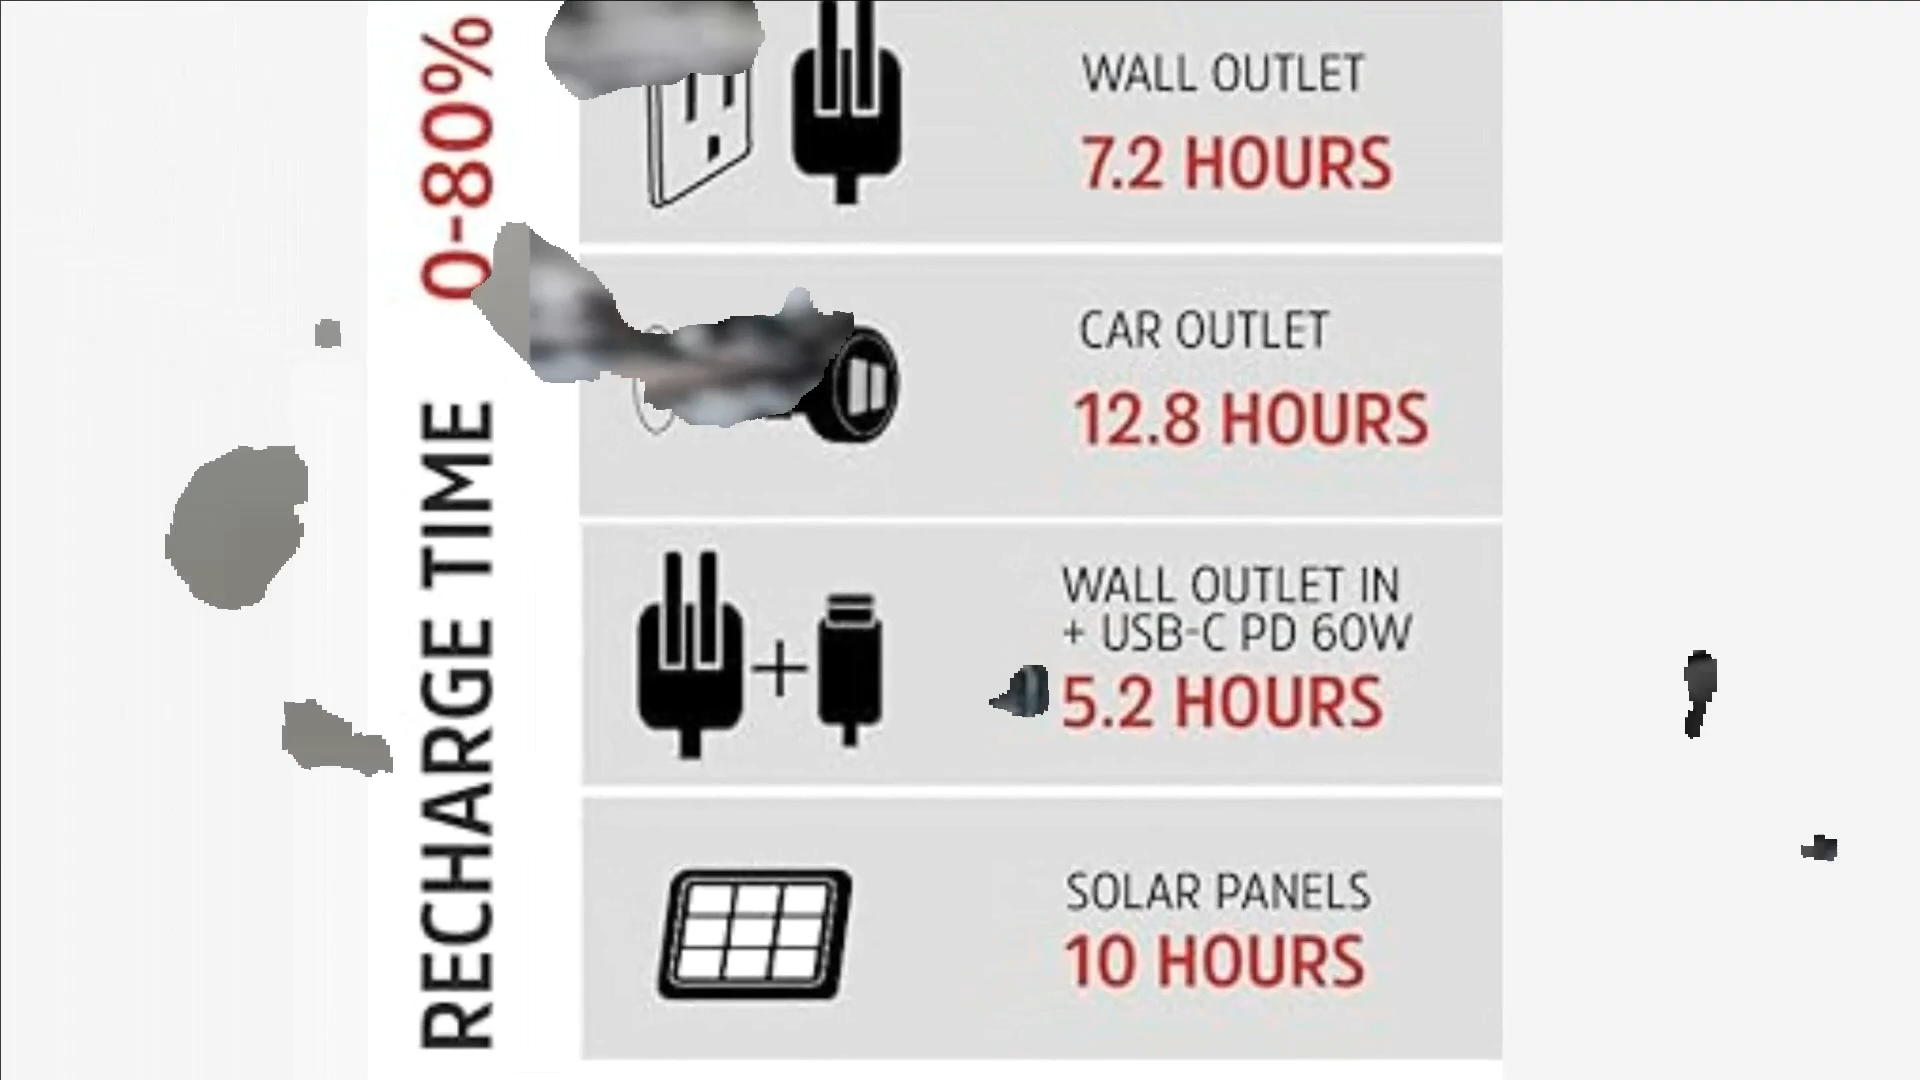 RECHARGE TIME 0-80%
WALL OUTLET
7.2 HOURS
CAR OUTLET
12.8 HOURS
WALL OUTLET IN
+ USB-C PD 60W
5.2 HOURS
SOLAR PANELS
10 HOURS